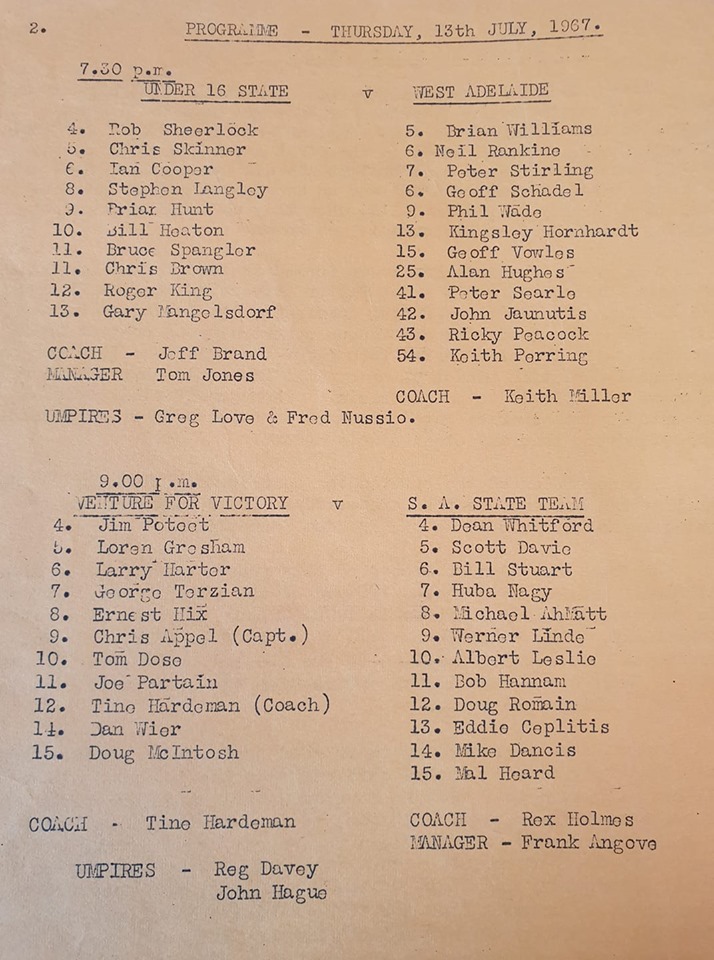 2. PROGRAMME - THURSDAY, 13th JULY, 1967.
7.30 p.m.
UNDER 16 STATE v WEST ADELAIDE
4. Rob Sheerlock
5. Chris Skinner
6. Ian Cooper
8. Stephen Langley
9. Brian Hunt
10. Bill Heaton
11. Bruce Spangler
11. Chris Brown
12. Roger King
13. Gary Mangelsdorf
COACH - Jeff Brand
MANAGER Tom Jones
5. Brian Williams
6. Neil Rankine
7. Peter Stirling
6. Geoff Schadel
9. Phil Wade
13. Kingsley Hornhardt
15. Geoff Vowles
25. Alan Hughes
41. Peter Searle
42. John Jaunutis
43. Ricky Peacock
54. Keith Perring
COACH - Keith Miller
UMPIRES - Greg Love & Fred Nussio.
9.00 p.m.
VENTURE FOR VICTORY v S. A. STATE TEAM
4. Jim Poteet
5. Loren Gresham
6. Larry Harter
7. George Terzian
8. Ernest Hix
9. Chris Appel (Capt.)
10. Tom Dose
11. Joe Partain
12. Tine Hardeman (Coach)
14. Dan Wier
15. Doug McIntosh
COACH - Tine Hardeman
4. Dean Whitford
5. Scott Davie
6. Bill Stuart
7. Huba Nagy
8. Michael AhMatt
9. Werner Linde
10. Albert Leslie
11. Bob Hannam
12. Doug Romain
13. Eddie Ceplitis
14. Mike Dancis
15. Mal Heard
COACH - Rex Holmes
MANAGER - Frank Angove
UMPIRES - Reg Davey
John Hague